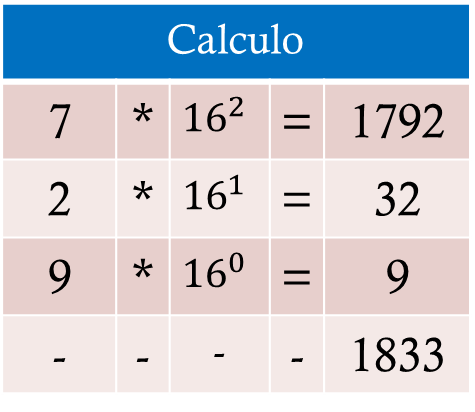 Calculo
7 * 16² = 1792
2 * 16¹ = 32
9 * 16⁰ = 9
- - - - 1833